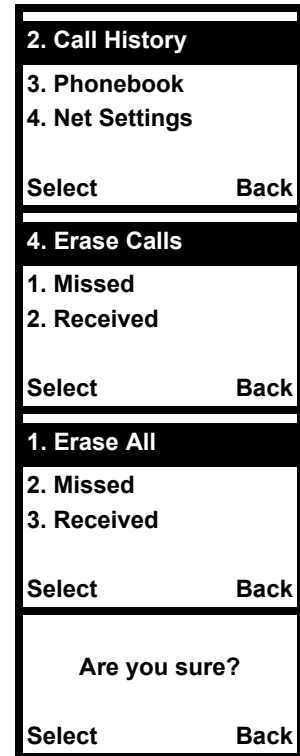 2. Call History
3. Phonebook
4. Net Settings
Select Back
4. Erase Calls
1. Missed
2. Received
Select Back
1. Erase All
2. Missed
3. Received
Select Back
Are you sure?
Select Back